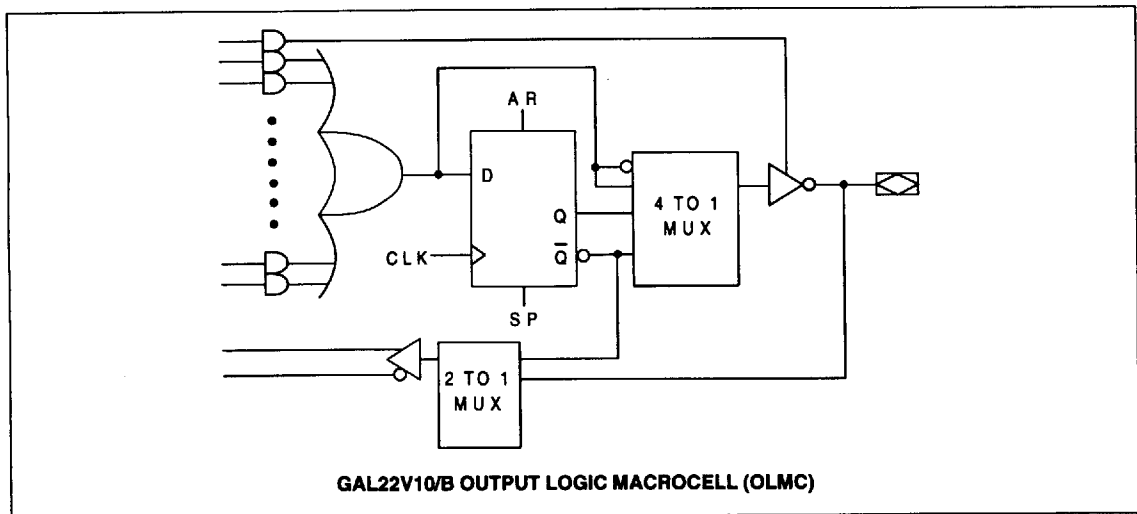 AR
D
Q
Q̅
CLK
SP
4 TO 1
MUX
2 TO 1
MUX
GAL22V10/B OUTPUT LOGIC MACROCELL (OLMC)